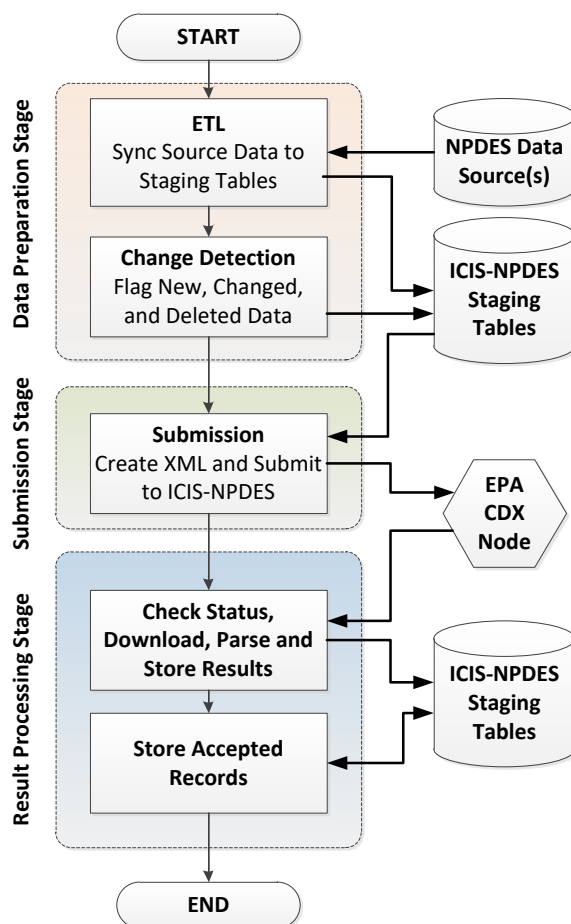 START
Data Preparation Stage
ETL
Sync Source Data to
Staging Tables
NPDES Data
Source(s)
Change Detection
Flag New, Changed,
and Deleted Data
ICIS-NPDES
Staging
Tables
Submission Stage
Submission
Create XML and Submit
to ICIS-NPDES
EPA
CDX
Node
Result Processing Stage
Check Status,
Download, Parse and
Store Results
ICIS-NPDES
Staging
Tables
Store Accepted
Records
END